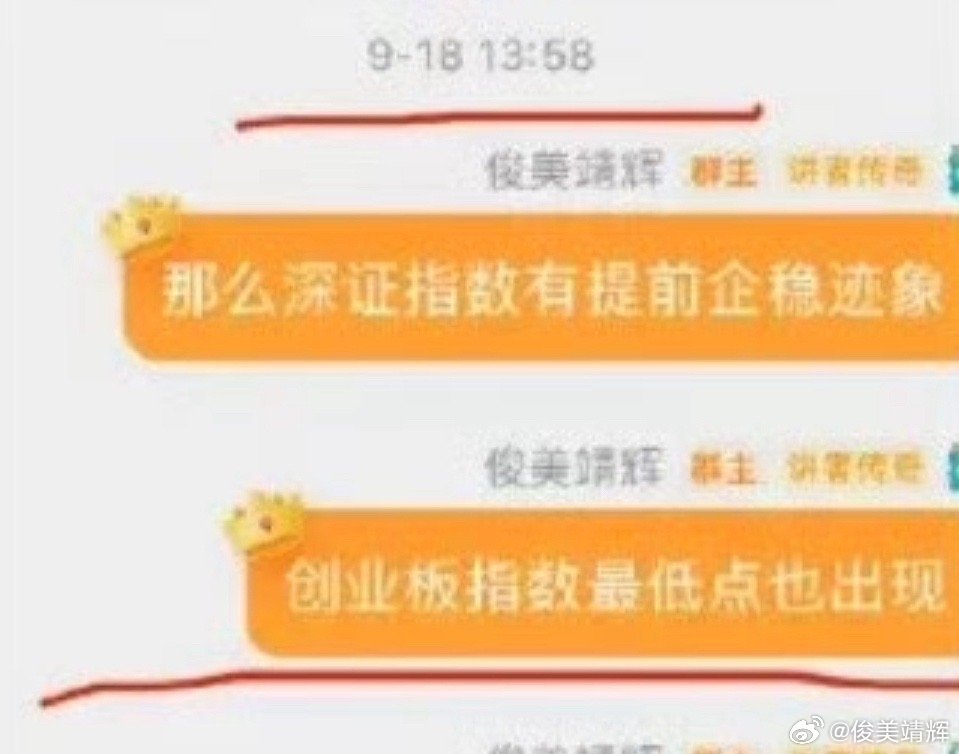 9-18 13:58
俊美靖辉 群主 讲客传奇
那么深证指数有提前企稳迹象
俊美靖辉 群主 讲客传奇
创业板指数最低点也出现
@俊美靖辉